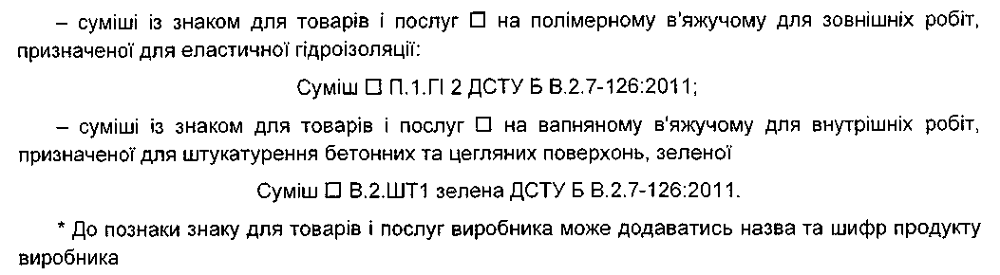 – суміші із знаком для товарів і послуг □ на полімерному в'яжучому для зовнішніх робіт,
призначеної для еластичної гідроізоляції:
Суміш □ П.1.ГІ 2 ДСТУ Б В.2.7-126:2011;
– суміші із знаком для товарів і послуг □ на вапняному в'яжучому для внутрішніх робіт,
призначеної для штукатурення бетонних та цегляних поверхонь, зеленої
Суміш □ В.2.ШТ1 зелена ДСТУ Б В.2.7-126:2011.
* До познаки знаку для товарів і послуг виробника може додаватись назва та шифр продукту
виробника